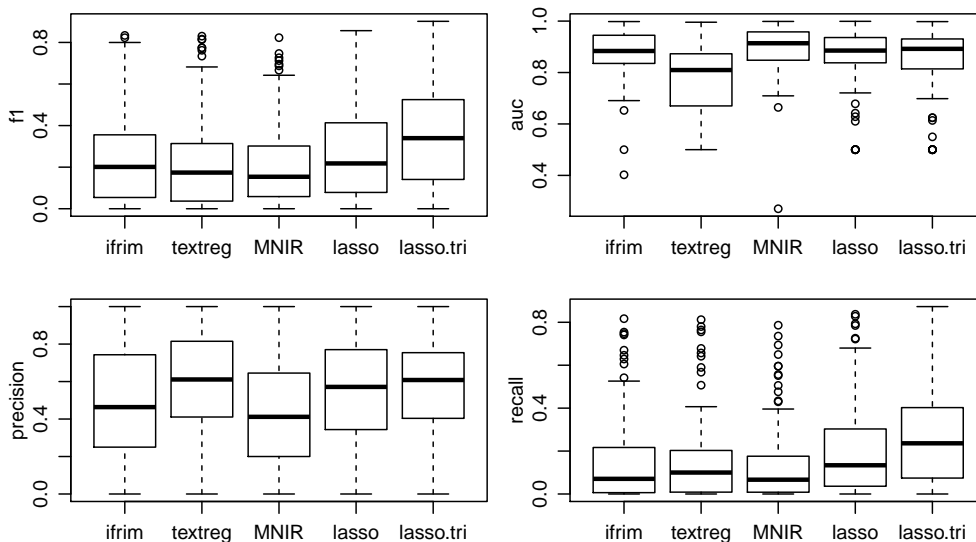 f1
0.0 0.4 0.8
ifrim textreg MNIR lasso lasso.tri
auc
0.4 0.6 0.8 1.0
ifrim textreg MNIR lasso lasso.tri
precision
0.0 0.4 0.8
ifrim textreg MNIR lasso lasso.tri
recall
0.0 0.4 0.8
ifrim textreg MNIR lasso lasso.tri